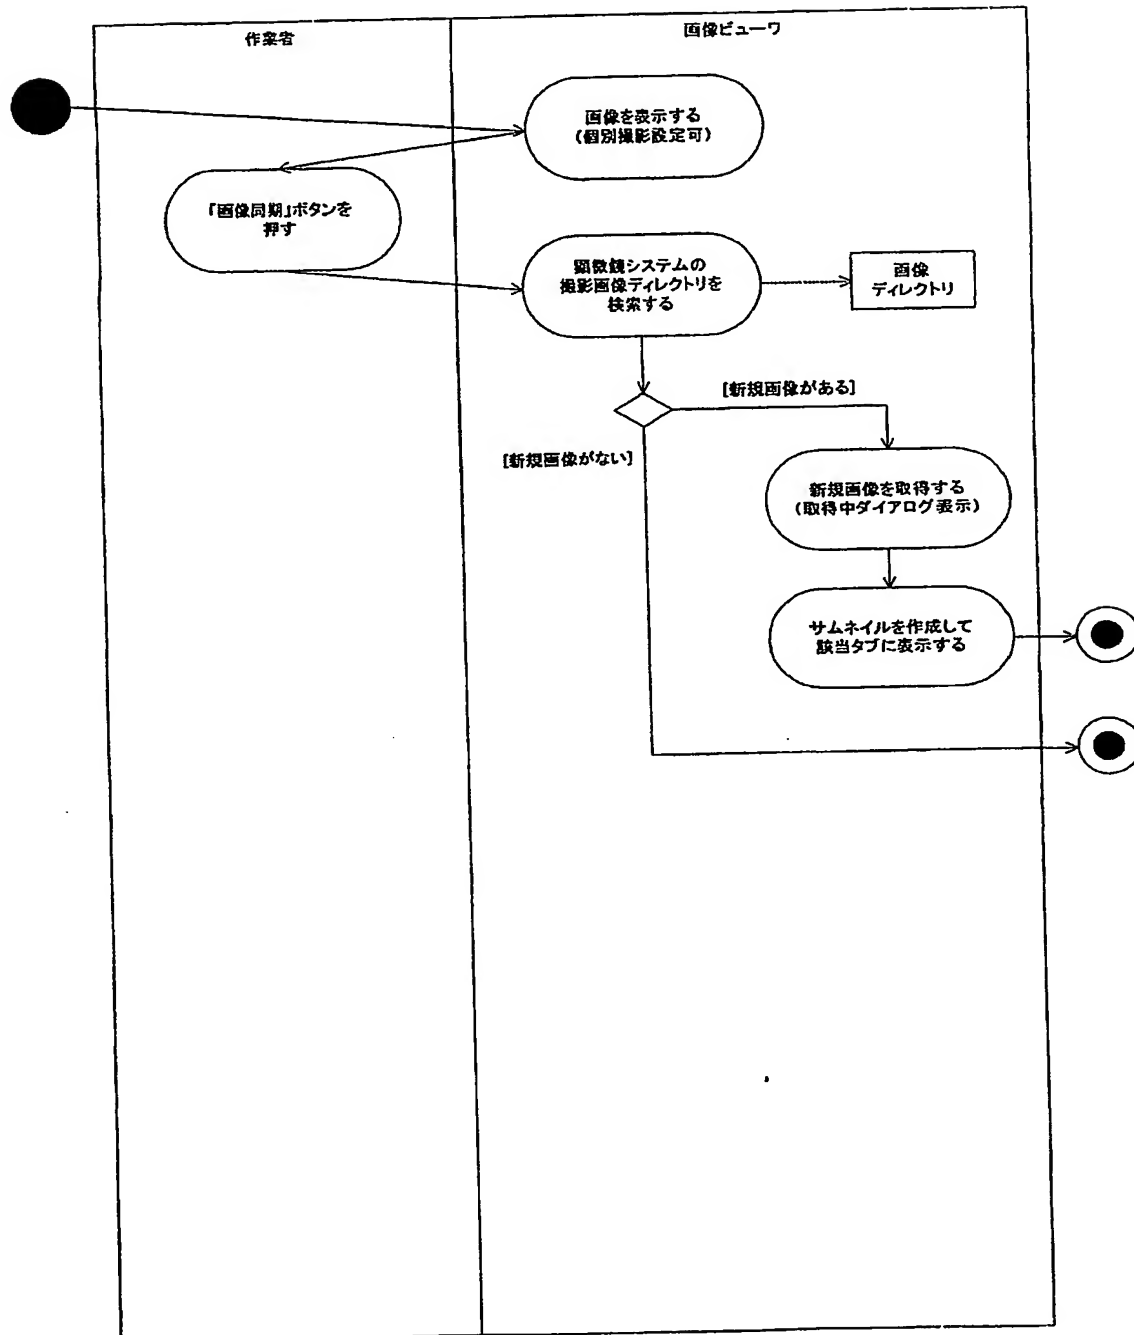 作業者
画像ビューワ
画像を表示する
(個別撮影設定可)
『画像同期』ボタンを
押す
顕微鏡システムの
撮影画像ディレクトリを
検索する
画像
ディレクトリ
[新規画像がある]
[新規画像がない]
新規画像を取得する
(取得中ダイアログ表示)
サムネイルを作成して
該当タブに表示する